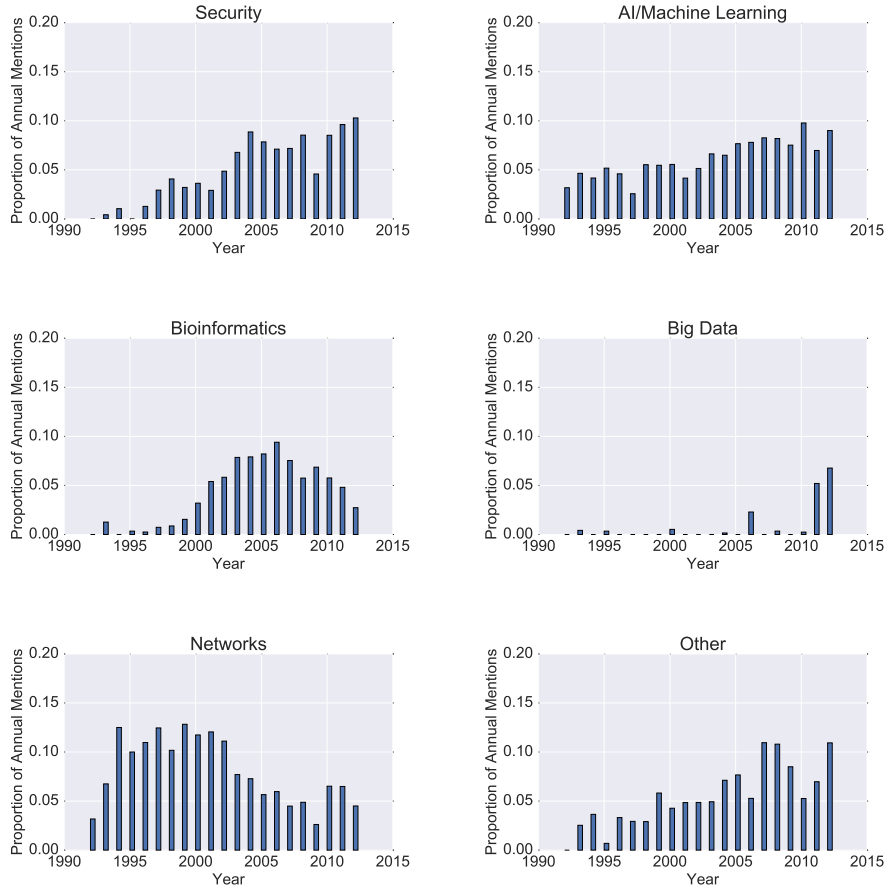 Security
Proportion of Annual Mentions
0.20
0.15
0.10
0.05
0.00
1990 1995 2000 2005 2010 2015
Year
AI/Machine Learning
Proportion of Annual Mentions
0.20
0.15
0.10
0.05
0.00
1990 1995 2000 2005 2010 2015
Year
Bioinformatics
Proportion of Annual Mentions
0.20
0.15
0.10
0.05
0.00
1990 1995 2000 2005 2010 2015
Year
Big Data
Proportion of Annual Mentions
0.20
0.15
0.10
0.05
0.00
1990 1995 2000 2005 2010 2015
Year
Networks
Proportion of Annual Mentions
0.20
0.15
0.10
0.05
0.00
1990 1995 2000 2005 2010 2015
Year
Other
Proportion of Annual Mentions
0.20
0.15
0.10
0.05
0.00
1990 1995 2000 2005 2010 2015
Year